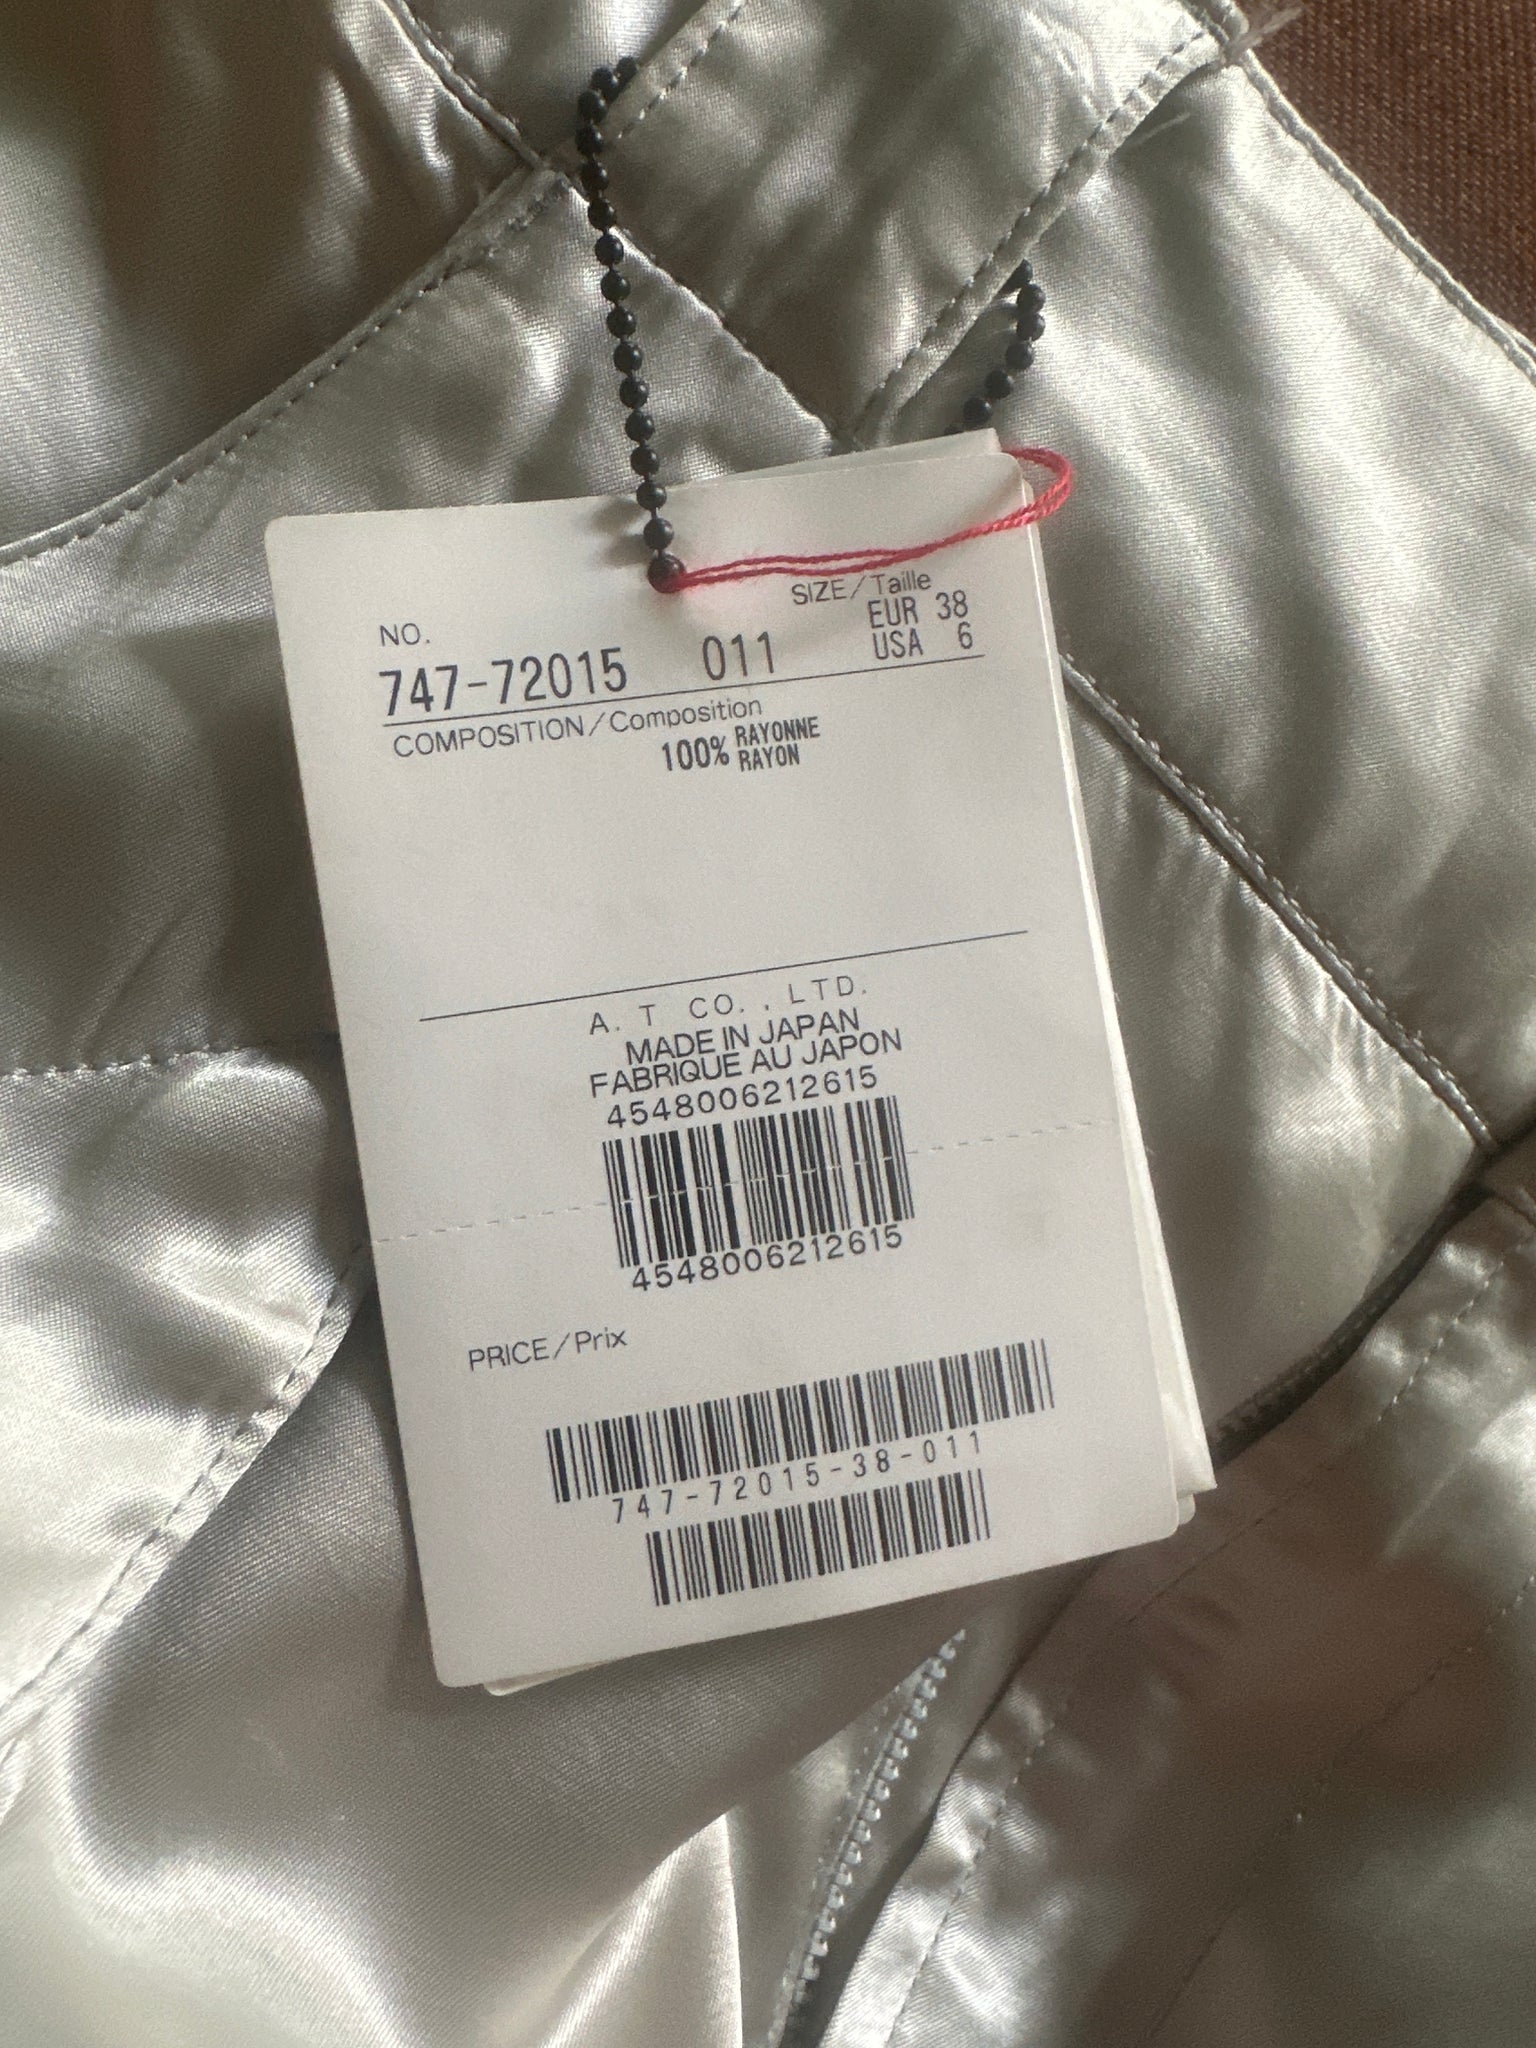 NO.
SIZE/Taille
747-72015 011
EUR 38
USA 6
COMPOSITION/Composition
100% RAYONNE
RAYON
A. T CO., LTD.
MADE IN JAPAN
FABRIQUE AU JAPON
4548006212615
4548006212615
PRICE/Prix
747-72015-38-011